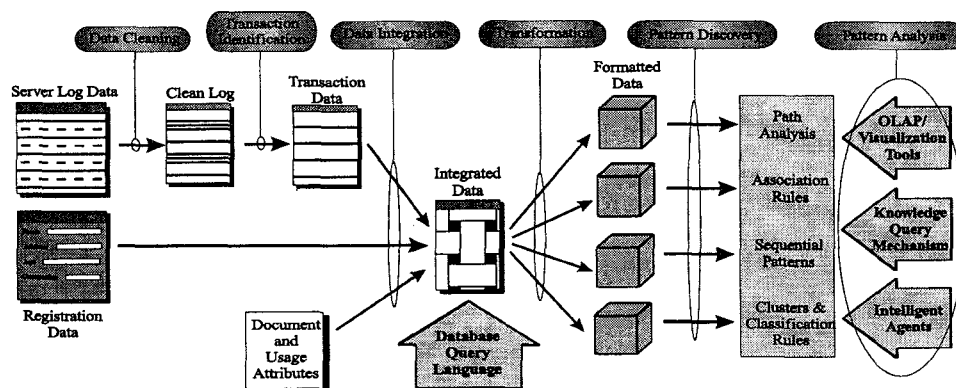 Data Cleaning
Transaction
Identification
Data Integration
Transformation
Pattern Discovery
Pattern Analysis
Server Log Data
Clean Log
Transaction
Data
Formatted
Data
Integrated
Data
Registration
Data
Document
and
Usage
Attributes
Database
Query
Language
Path
Analysis
Association
Rules
Sequential
Patterns
Clusters &
Classification
Rules
OLAP/
Visualization
Tools
Knowledge
Query
Mechanism
Intelligent
Agents